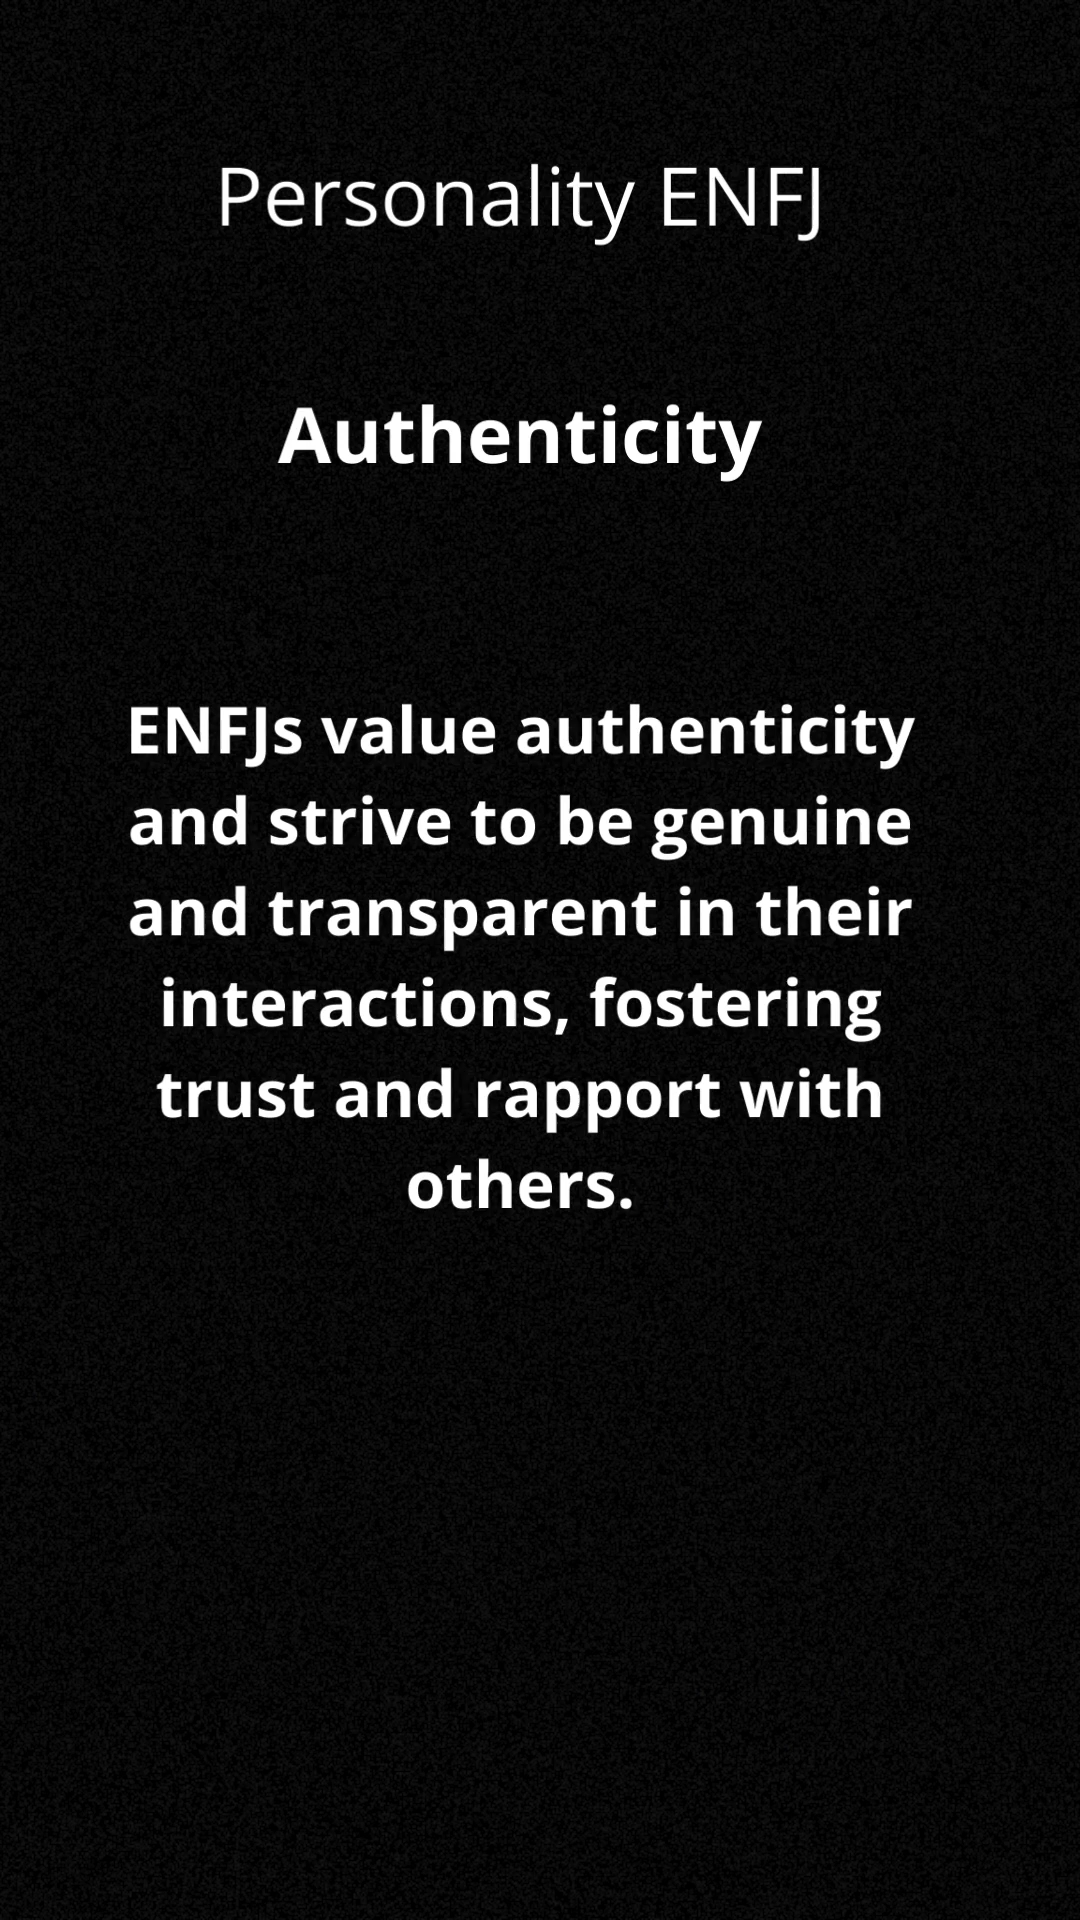 Personality ENFJ
Authenticity
ENFJs value authenticity
and strive to be genuine
and transparent in their
interactions, fostering
trust and rapport with
others.